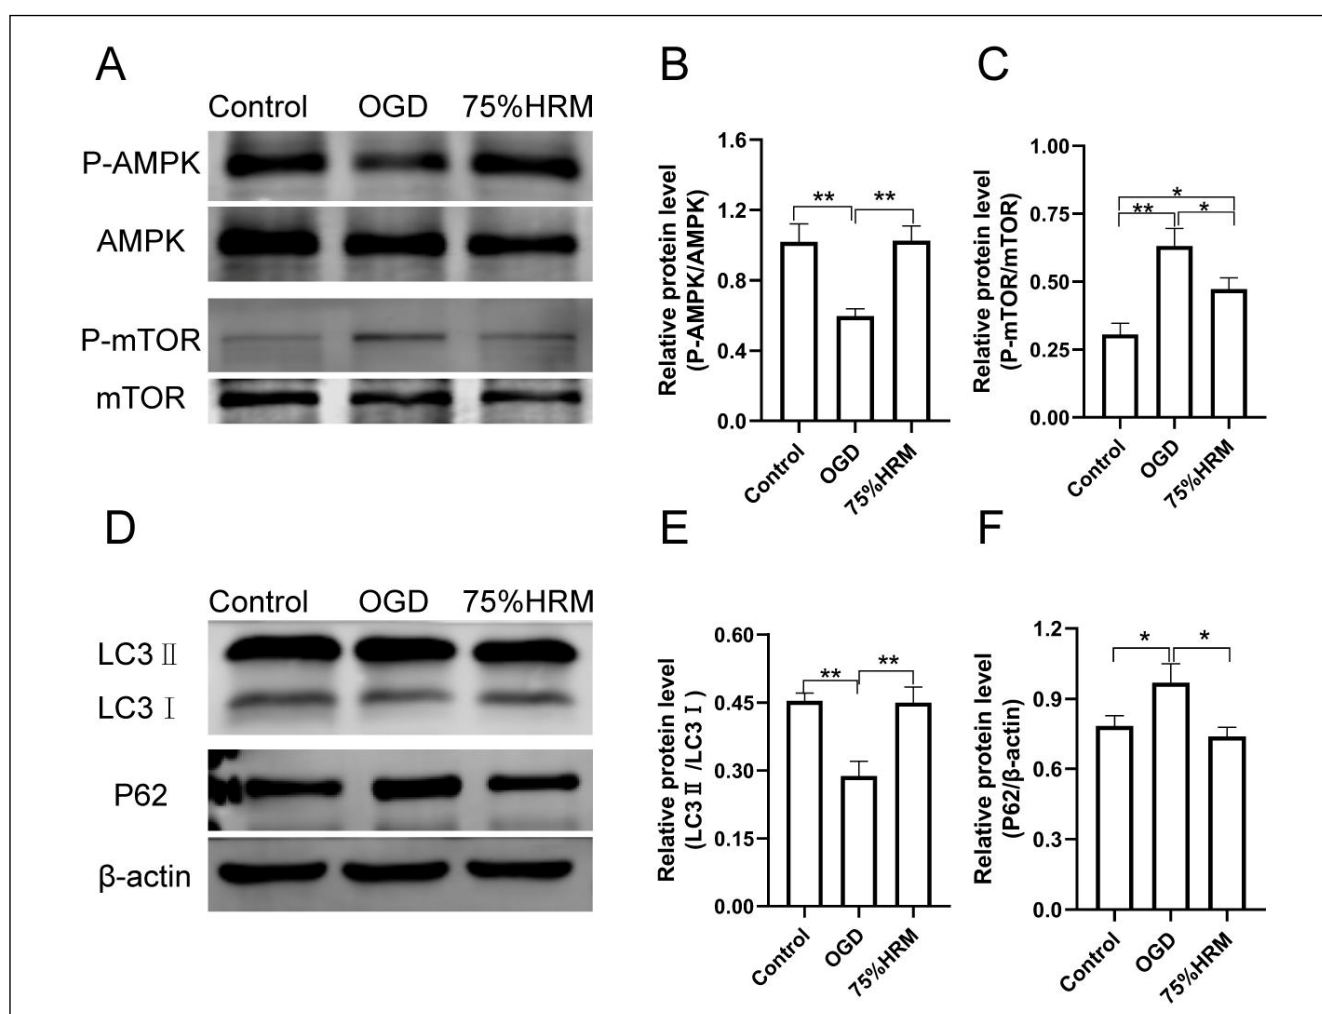 A
Control OGD 75%HRM
P-AMPK
AMPK
P-mTOR
mTOR
B
Relative protein level
(P-AMPK/AMPK)
1.6
1.2
0.8
0.4
0.0
** **
Control OGD 75%HRM
C
Relative protein level
(P-mTOR/mTOR)
1.00
0.75
0.50
0.25
0.00
*
** *
Control OGD 75%HRM
D
Control OGD 75%HRM
LC3 Ⅱ
LC3 Ⅰ
P62
β-actin
E
Relative protein level
(LC3 Ⅱ /LC3 Ⅰ )
0.60
0.45
0.30
0.15
0.00
** **
Control OGD 75%HRM
F
Relative protein level
(P62/β-actin)
1.2
0.9
0.6
0.3
0.0
* *
Control OGD 75%HRM